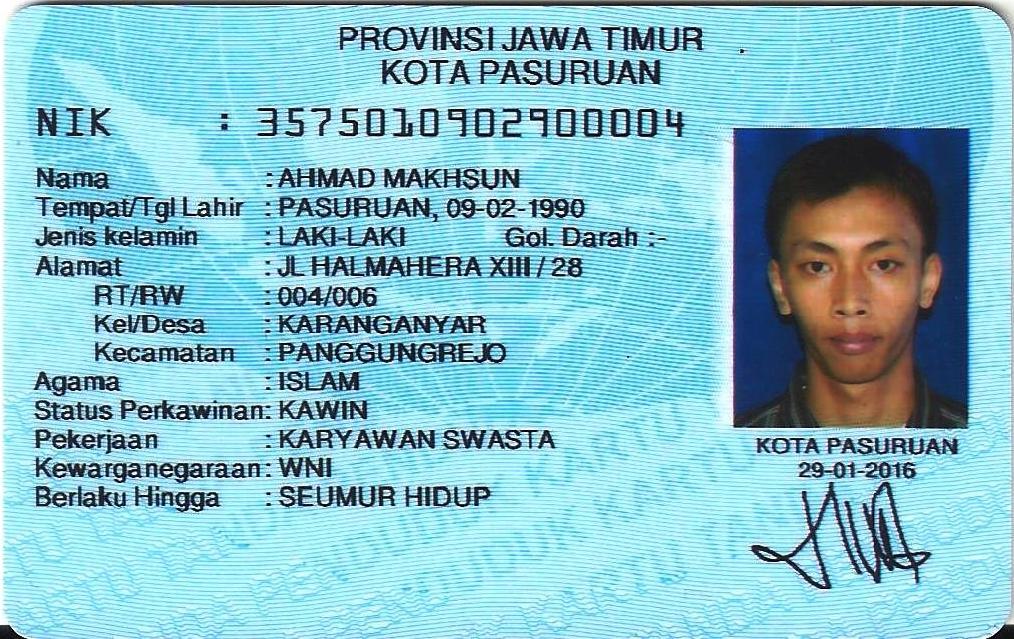 PROVINSI JAWA TIMUR
KOTA PASURUAN
NIK : 3575010902900004
Nama : AHMAD MAKHSUN
Tempat/Tgl Lahir : PASURUAN, 09-02-1990
Jenis kelamin : LAKI-LAKI Gol. Darah :-
Alamat : JL HALMAHERA XIII / 28
RT/RW : 004/006
Kel/Desa : KARANGANYAR
Kecamatan : PANGGUNGREJO
Agama : ISLAM
Status Perkawinan: KAWIN
Pekerjaan : KARYAWAN SWASTA
Kewarganegaraan: WNI
Berlaku Hingga : SEUMUR HIDUP
KOTA PASURUAN
29-01-2016